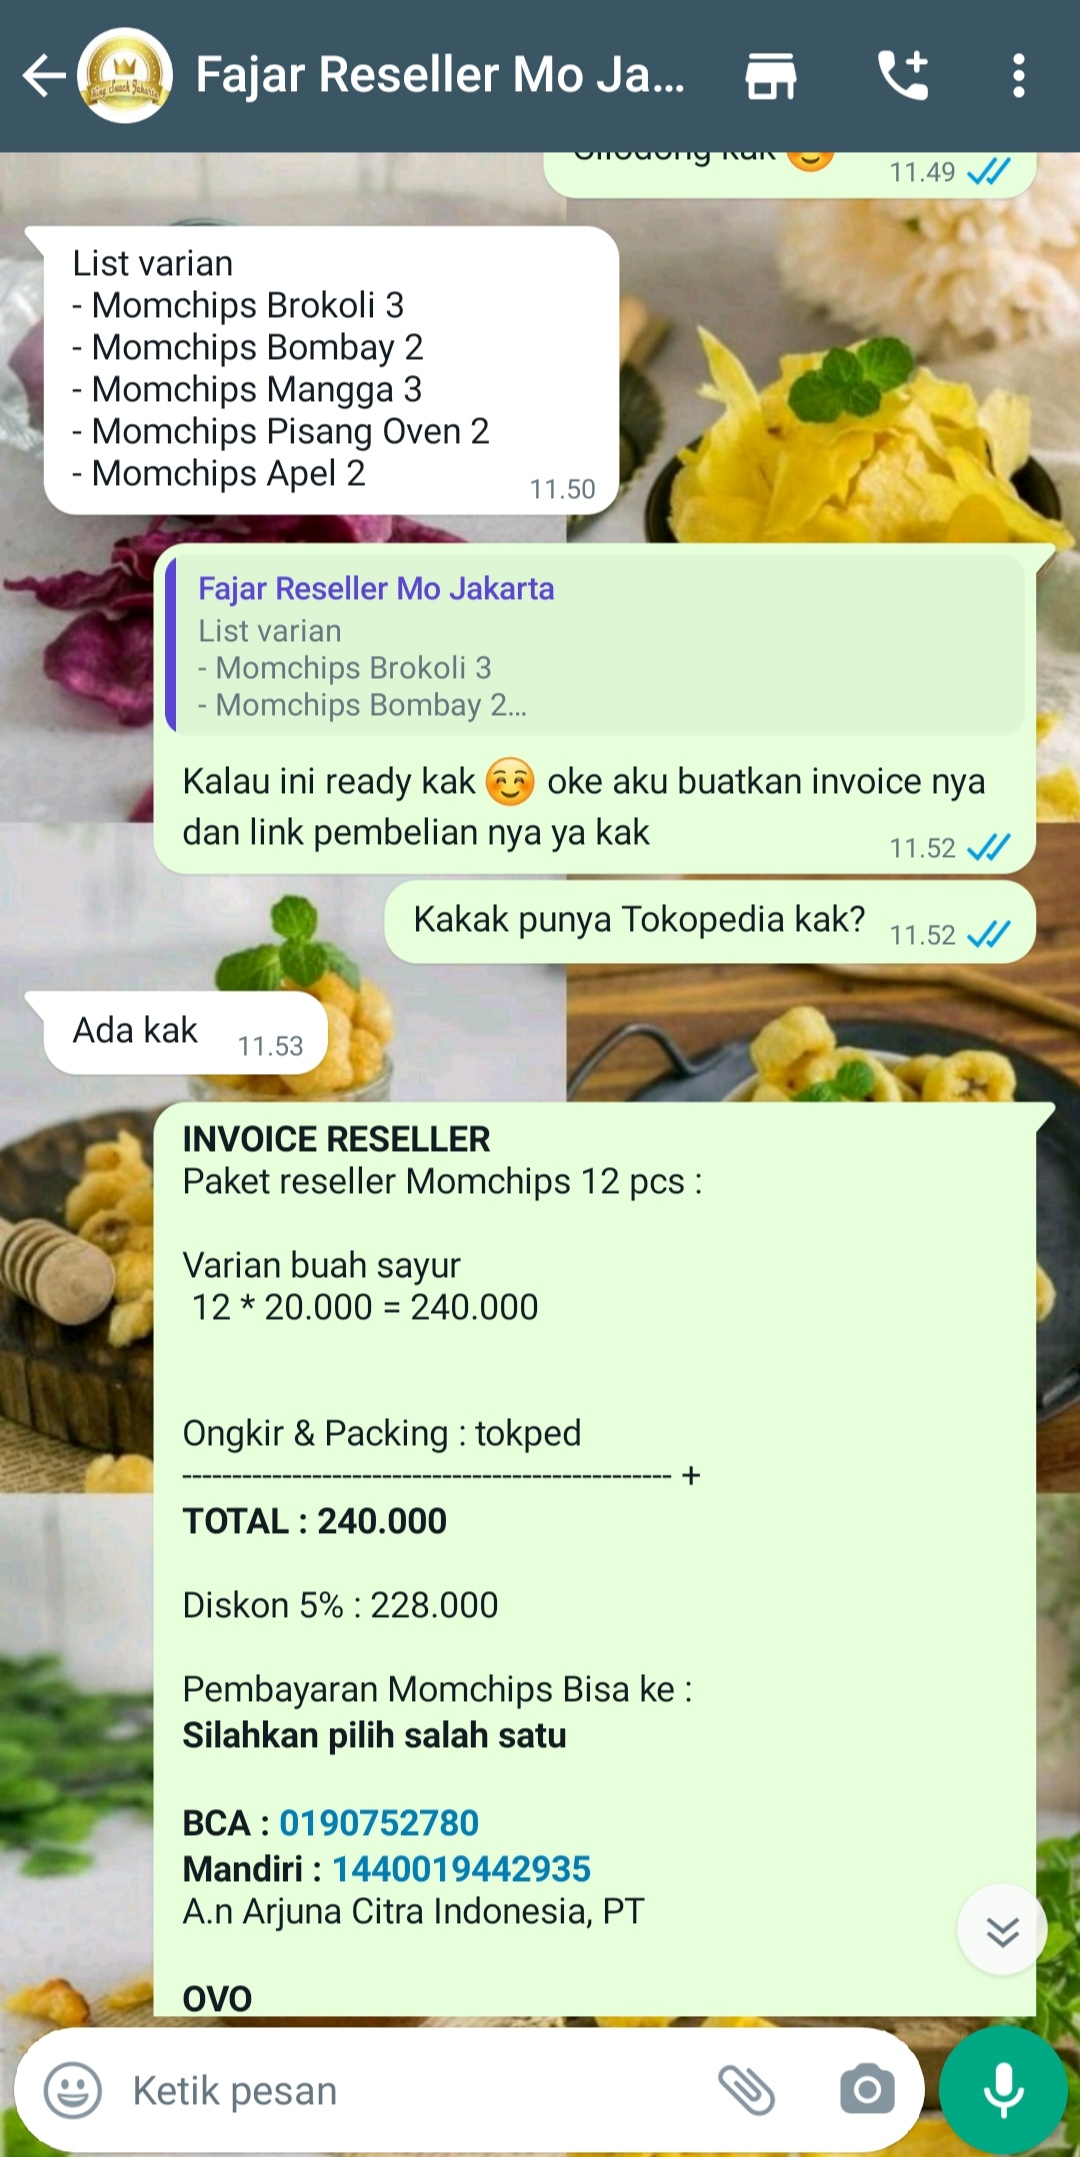 Fajar Reseller Mo Ja...
kak
11.49
List varian
- Momchips Brokoli 3
- Momchips Bombay 2
- Momchips Mangga 3
- Momchips Pisang Oven 2
- Momchips Apel 2
11.50
Fajar Reseller Mo Jakarta
List varian
- Momchips Brokoli 3
- Momchips Bombay 2...
Kalau ini ready kak ☺️ oke aku buatkan invoice nya
dan link pembelian nya ya kak
11.52
Kakak punya Tokopedia kak?
11.52
Ada kak
11.53
INVOICE RESELLER
Paket reseller Momchips 12 pcs :
Varian buah sayur
12 * 20.000 = 240.000
Ongkir & Packing : tokped
------------------------------------------------- +
TOTAL : 240.000
Diskon 5% : 228.000
Pembayaran Momchips Bisa ke :
Silahkan pilih salah satu
BCA : 0190752780
Mandiri : 1440019442935
A.n Arjuna Citra Indonesia, PT
OVO
Ketik pesan